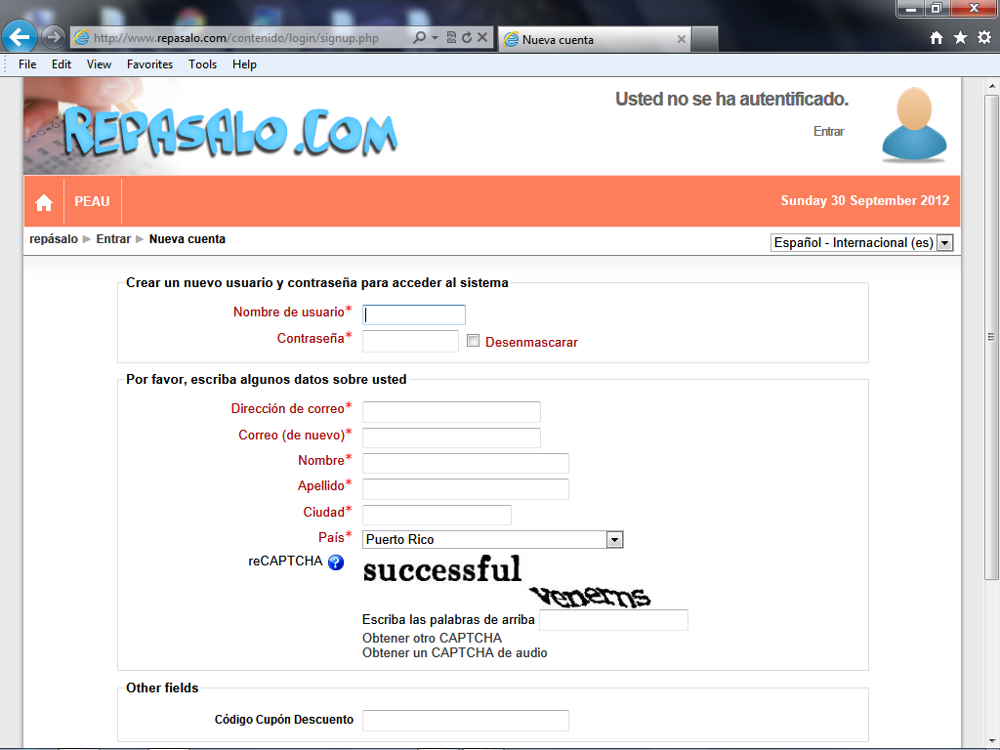 http://www.repasalo.com/contenido/login/signup.php
Nueva cuenta
File Edit View Favorites Tools Help
REPASALO.COM
Usted no se ha autentificado.
Entrar
PEAU
Sunday 30 September 2012
repásalo ► Entrar ► Nueva cuenta
Español - Internacional (es)
Crear un nuevo usuario y contraseña para acceder al sistema
Nombre de usuario*
Contraseña*
Desenmascarar
Por favor, escriba algunos datos sobre usted
Dirección de correo*
Correo (de nuevo)*
Nombre*
Apellido*
Ciudad*
País*
Puerto Rico
reCAPTCHA
successful
venerns
Escriba las palabras de arriba
Obtener otro CAPTCHA
Obtener un CAPTCHA de audio
Other fields
Código Cupón Descuento